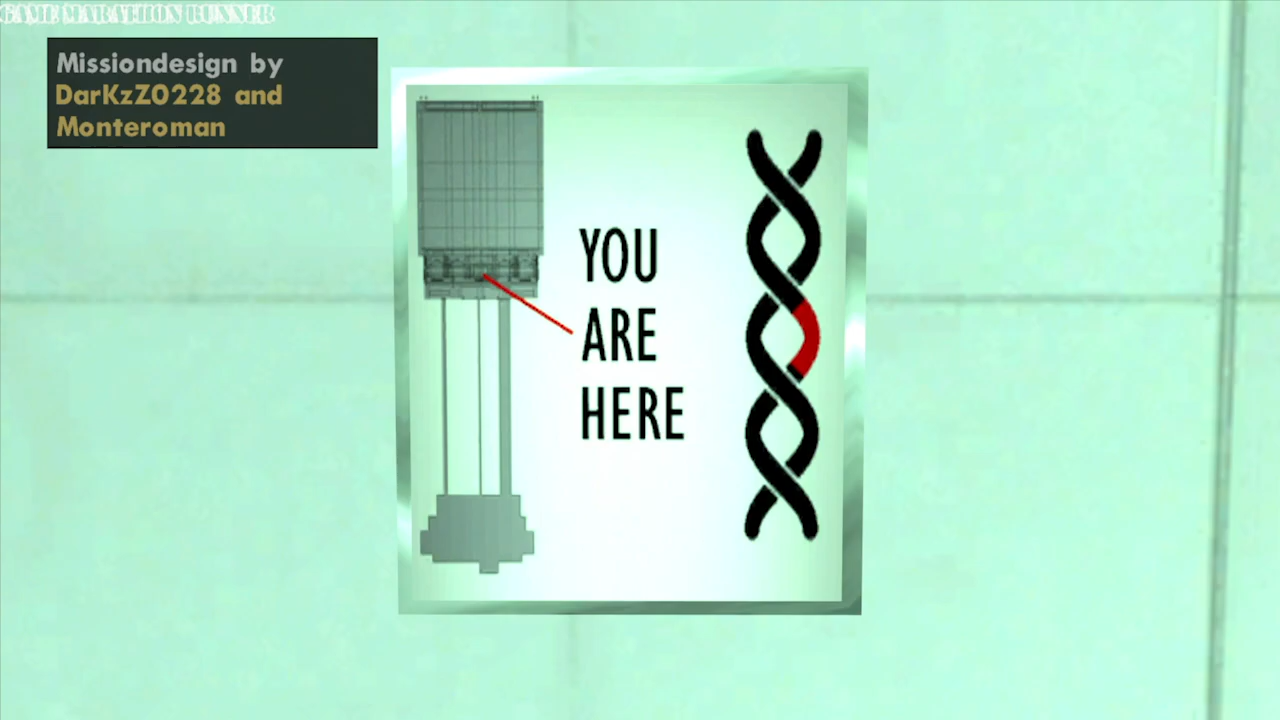 GAME MARATHON RUNNER
Missiondesign by
DarKzZ0228 and
Monteroman
YOU
ARE
HERE